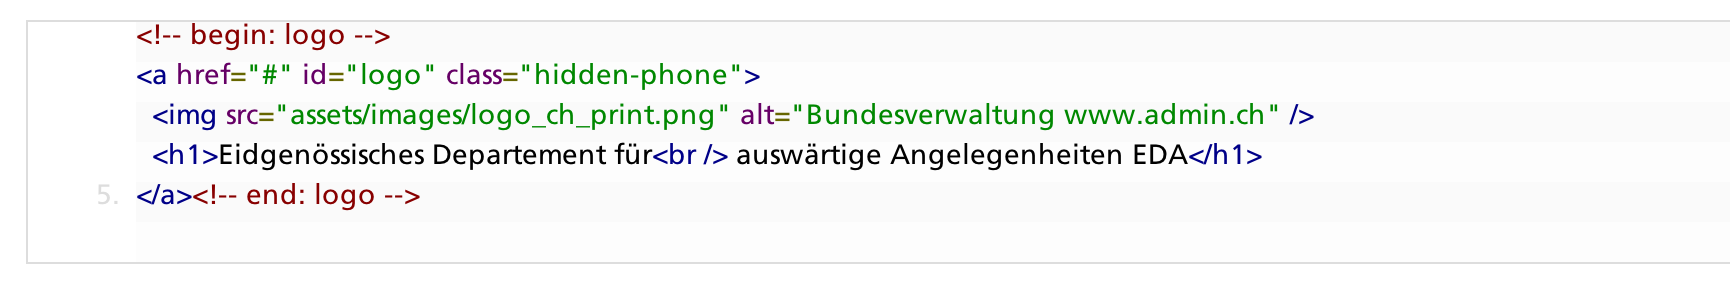 <!-- begin: logo -->
<a href="#" id="logo" class="hidden-phone">
  <img src="assets/images/logo_ch_print.png" alt="Bundesverwaltung www.admin.ch" />
  <h1>Eidgenössisches Departement für<br /> auswärtige Angelegenheiten EDA</h1>
5. </a><!-- end: logo -->